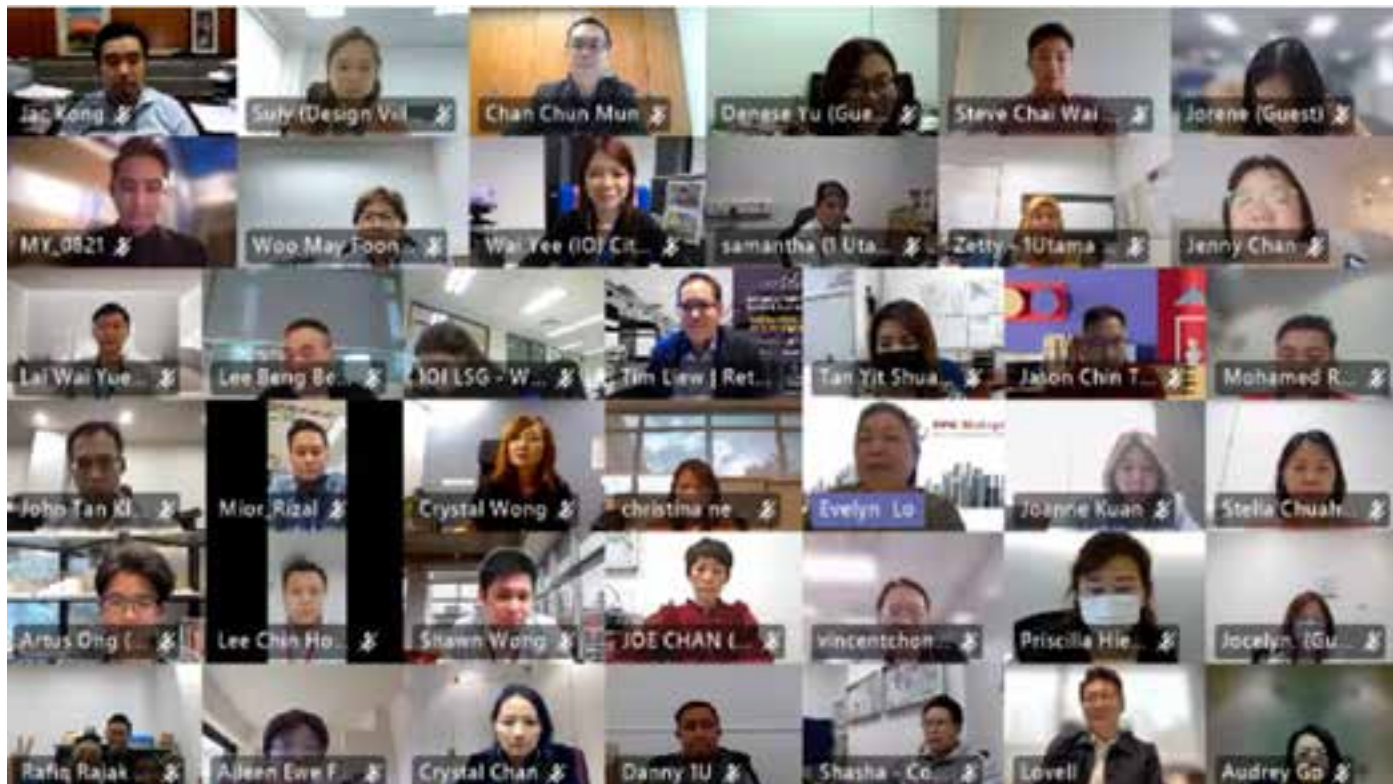 Jac Kong
Suly (Design Vill
Chan Chun Mun
Denese Yu (Gue...
Steve Chai Wai ...
Jorene (Guest)
MY_0821
Woo May Foon ...
Wai Yee (IOI Cit...
samantha (1 Uta...
Zetty - 1Utama ...
Jenny Chan
Lai Wai Yue...
Lee Beng Be...
IOI LSG - W...
Tim Liew | Ret...
Tan Yit Shua...
Jason Chin T...
Mohamed R...
John Tan Ki...
Mior_Rizal
Crystal Wong
christina ne
Evelyn Lo
Joanne Kuan
Stella Chuah...
Artus Ong (...
Lee Chin Ho...
Shawn Wong
JOE CHAN (...
vincentchon...
Priscilla Hie...
Jocelyn (Gu...
Rafiq Rajak ...
Aileen Ewe F...
Crystal Chan
Danny 1U
Shasha - Co...
Lovell
Audrey Go